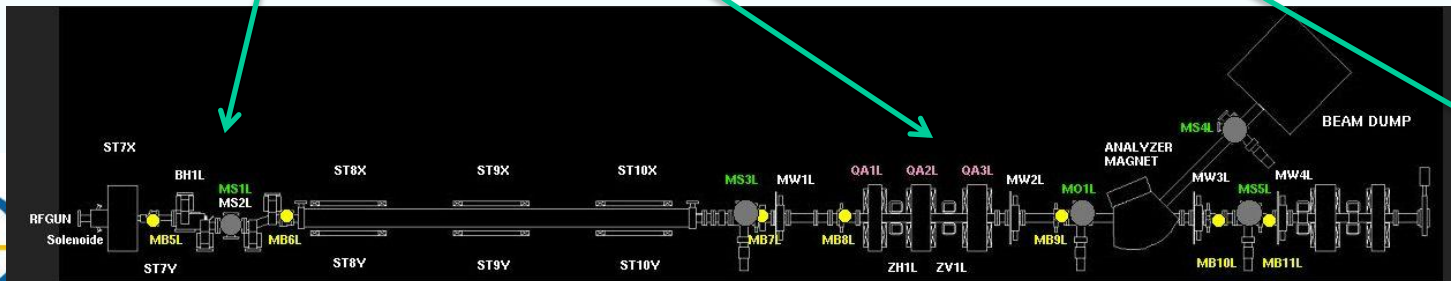 ST7X
BH1L
MS1L
MS2L
RFGUN
Solenoide
MB5L
ST7Y
MB6L
ST8X
ST9X
ST10X
ST8Y
ST9Y
ST10Y
MS3L
MW1L
MB7L
MB8L
QA1L
QA2L
QA3L
ZH1L
ZV1L
MW2L
MO1L
MB9L
ANALYZER
MAGNET
MS4L
BEAM DUMP
MW3L
MS5L
MW4L
MB10L
MB11L